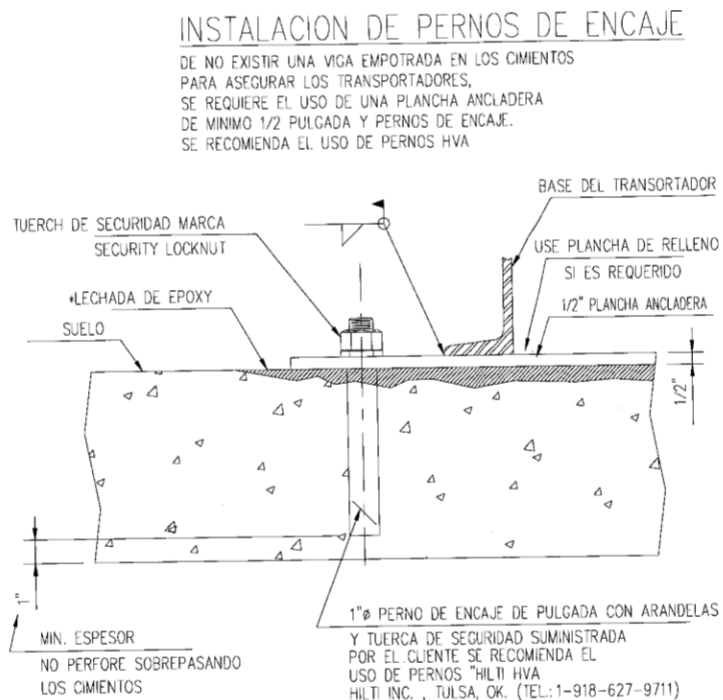 INSTALACION DE PERNOS DE ENCAJE
DE NO EXISTIR UNA VIGA EMPOTRADA EN LOS CIMIENTOS
PARA ASEGURAR LOS TRANSPORTADORES,
SE REQUIERE EL USO DE UNA PLANCHA ANCLADERA
DE MINIMO 1/2 PULGADA Y PERNOS DE ENCAJE.
SE RECOMIENDA EL USO DE PERNOS HVA
BASE DEL TRANSORTADOR
TUERCH DE SECURIDAD MARCA
SECURITY LOCKNUT
USE PLANCHA DE RELLENO
SI ES REQUERIDO
*LECHADA DE EPOXY
1/2" PLANCHA ANCLADERA
SUELO
1/2"
1"
MIN. ESPESOR
NO PERFORE SOBREPASANDO
LOS CIMIENTOS
1"ø PERNO DE ENCAJE DE PULGADA CON ARANDELAS
Y TUERCA DE SEGURIDAD SUMINISTRADA
POR EL CLIENTE SE RECOMIENDA EL
USO DE PERNOS "HILTI HVA
HILTI INC. , TULSA, OK. (TEL.: 1-918-627-9711)